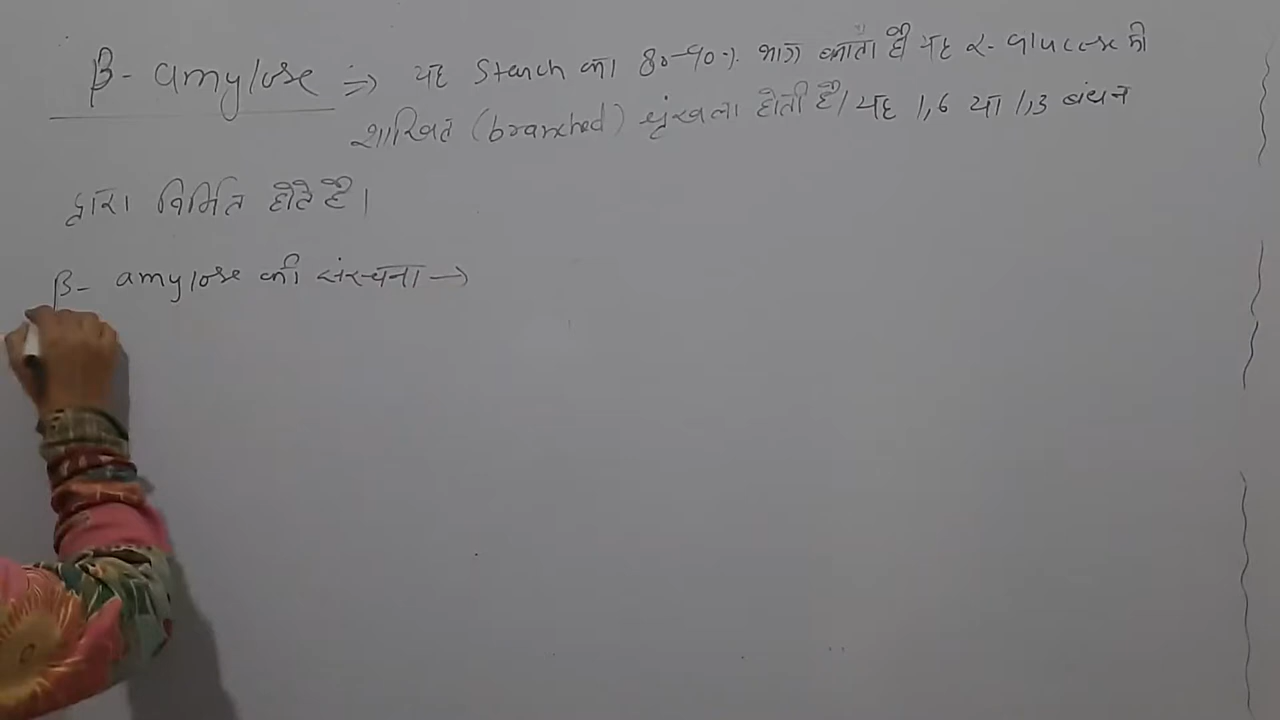 β- amylose ⇒ यह Starch का 80-90% भाग बनाता है यह α- Glucose की
शाखित (branched) श्रृंखला होती है। यह 1,6 या 1,3 बंधन
द्वारा निर्मित होते है।
β- amylose की संरचना →